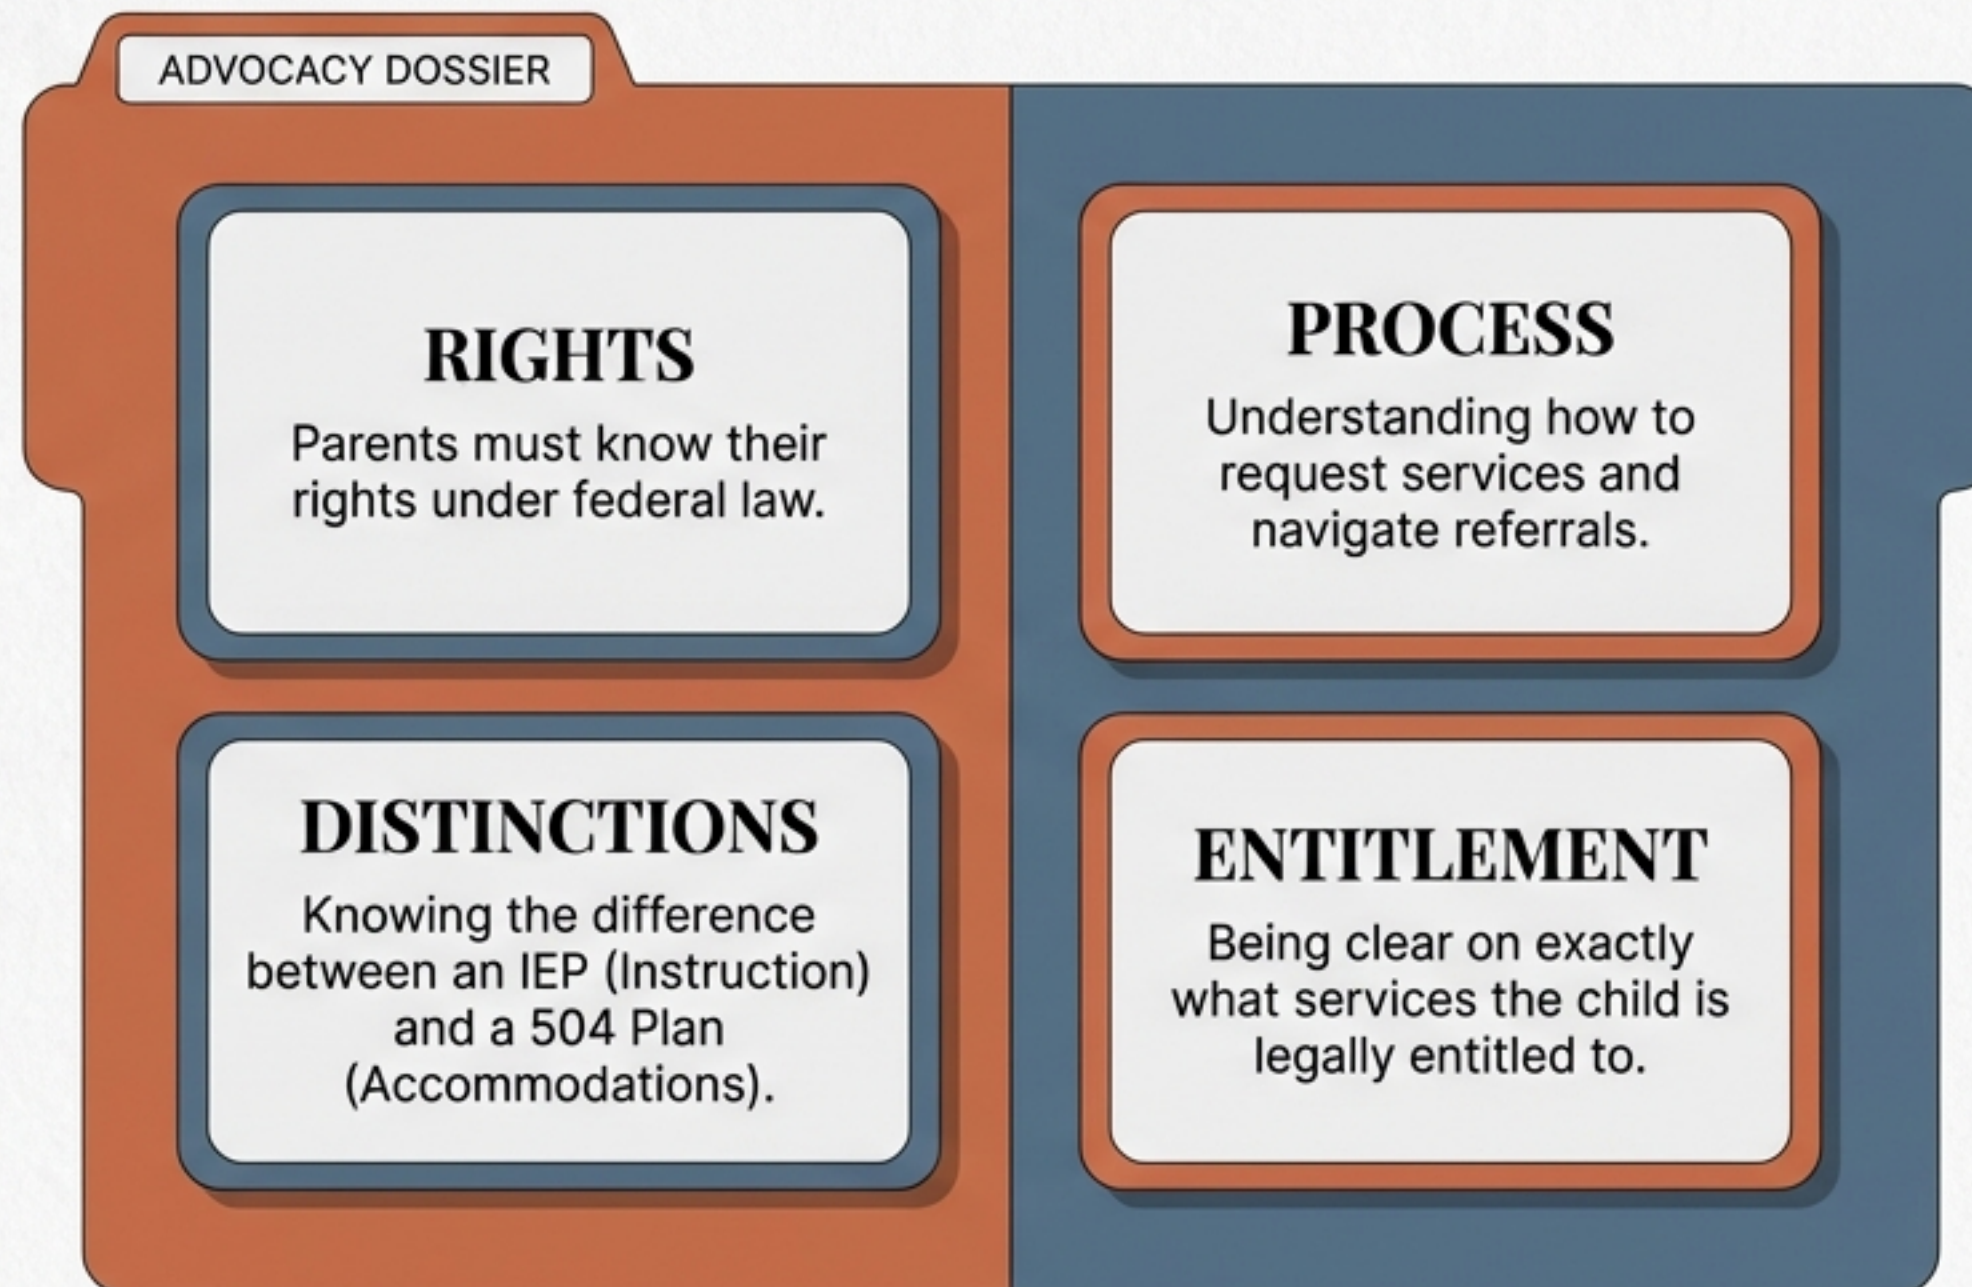 ADVOCACY DOSSIER
RIGHTS
Parents must know their
rights under federal law.
PROCESS
Understanding how to
request services and
navigate referrals.
DISTINCTIONS
Knowing the difference
between an IEP (Instruction)
and a 504 Plan
(Accommodations).
ENTITLEMENT
Being clear on exactly
what services the child is
legally entitled to.